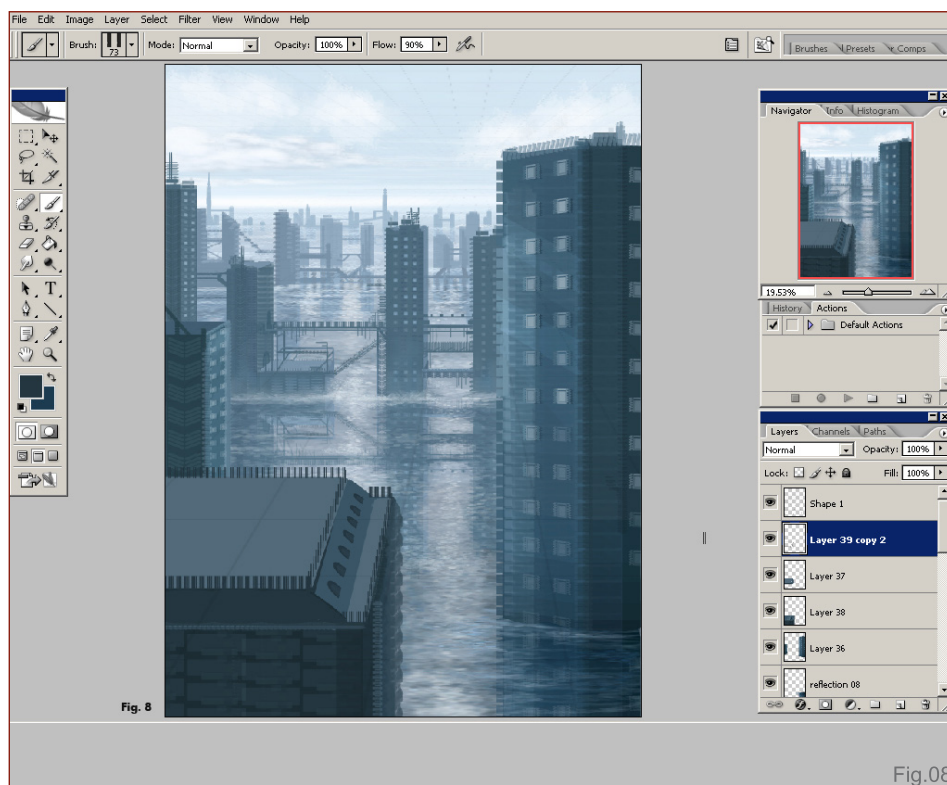 File Edit Image Layer Select Filter View Window Help
Brush: 73 Mode: Normal Opacity: 100% Flow: 90%
Brushes Presets Comps
Navigator Info Histogram
19.53%
History Actions
Default Actions
Layers Channels Paths
Normal Opacity: 100%
Lock: Fill: 100%
Shape 1
Layer 39 copy 2
Layer 37
Layer 38
Layer 36
reflection 08
Fig. 8
Fig.08